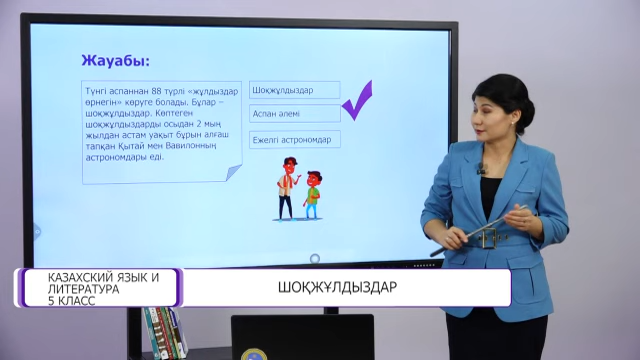 Жауабы:
Түнгі аспаннан 88 түрлі «жұлдыздар
өрнегін» көруге болады. Бұлар –
шоқжұлдыздар. Көптеген
шоқжұлдыздарды осыдан 2 мың
жылдан астам уақыт бұрын алғаш
тапқан Қытай мен Вавилонның
астрономдары еді.
Шоқжұлдыздар
Аспан әлемі
Ежелгі астрономдар
КАЗАХСКИЙ ЯЗЫК И
ЛИТЕРАТУРА
5 КЛАСС
ШОҚЖҰЛДЫЗДАР